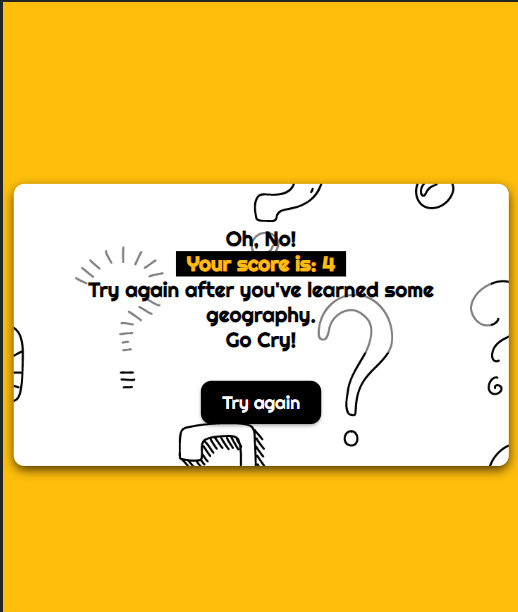 Oh, No!
Your score is: 4
Try again after you've learned some
geography.
Go Cry!
Try again